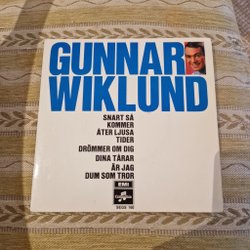 GUNNAR
WIKLUND
SNART SÅ
KOMMER
ÅTER LJUSA
TIDER
DRÖMMER OM DIG
DINA TÅRAR
ÄR JAG
DUM SOM TROR
EMI